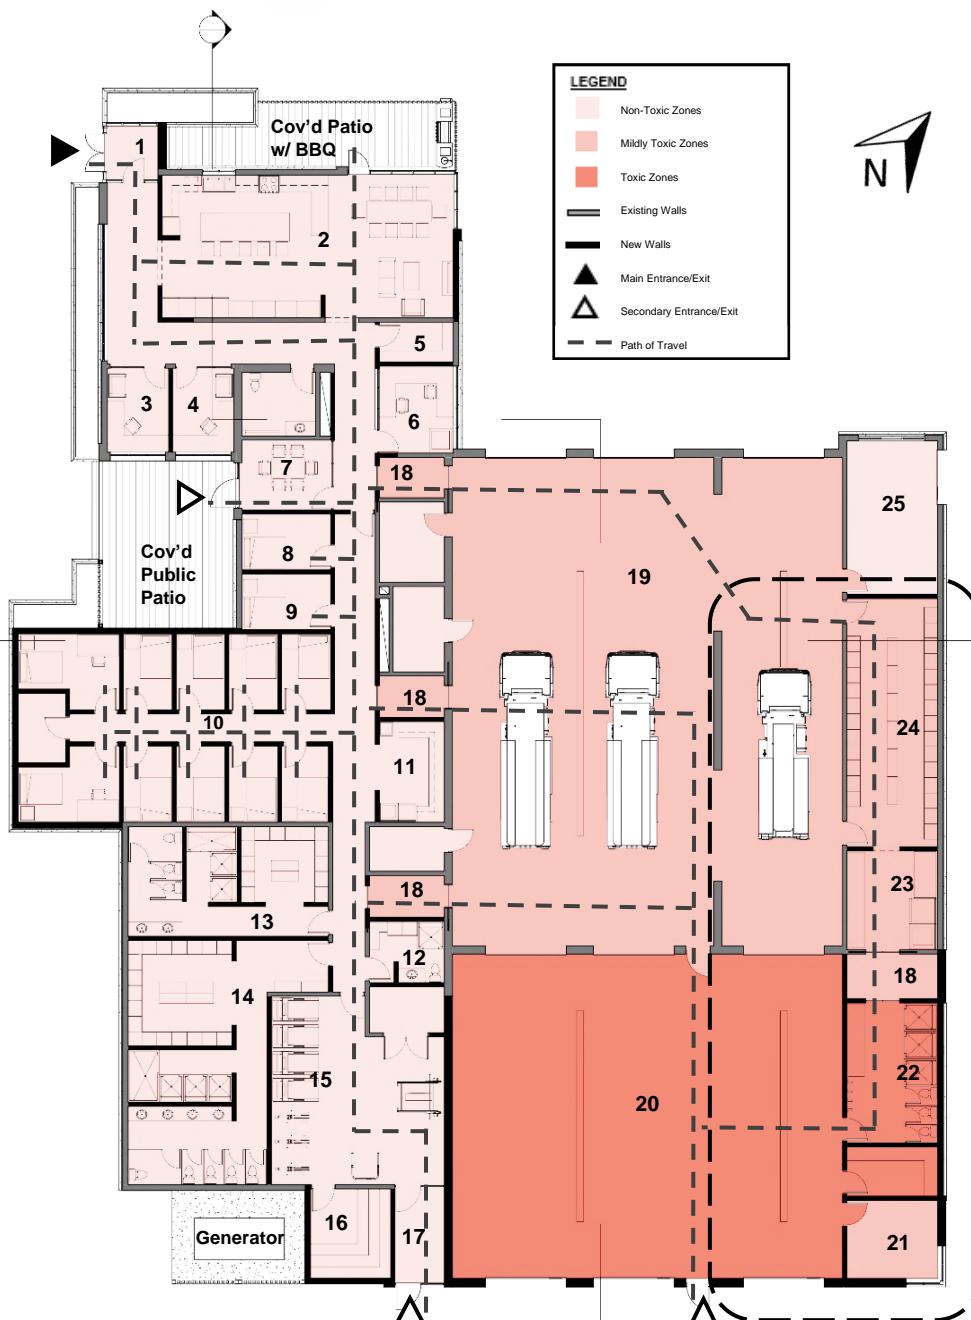 LEGEND
Non-Toxic Zones
Mildly Toxic Zones
Toxic Zones
Existing Walls
New Walls
Main Entrance/Exit
Secondary Entrance/Exit
Path of Travel
N
Cov'd Patio
w/ BBQ
1
2
3
4
5
6
7
18
8
9
Cov'd
Public
Patio
10
18
11
18
12
13
14
15
16
17
Generator
19
20
25
24
23
18
22
21